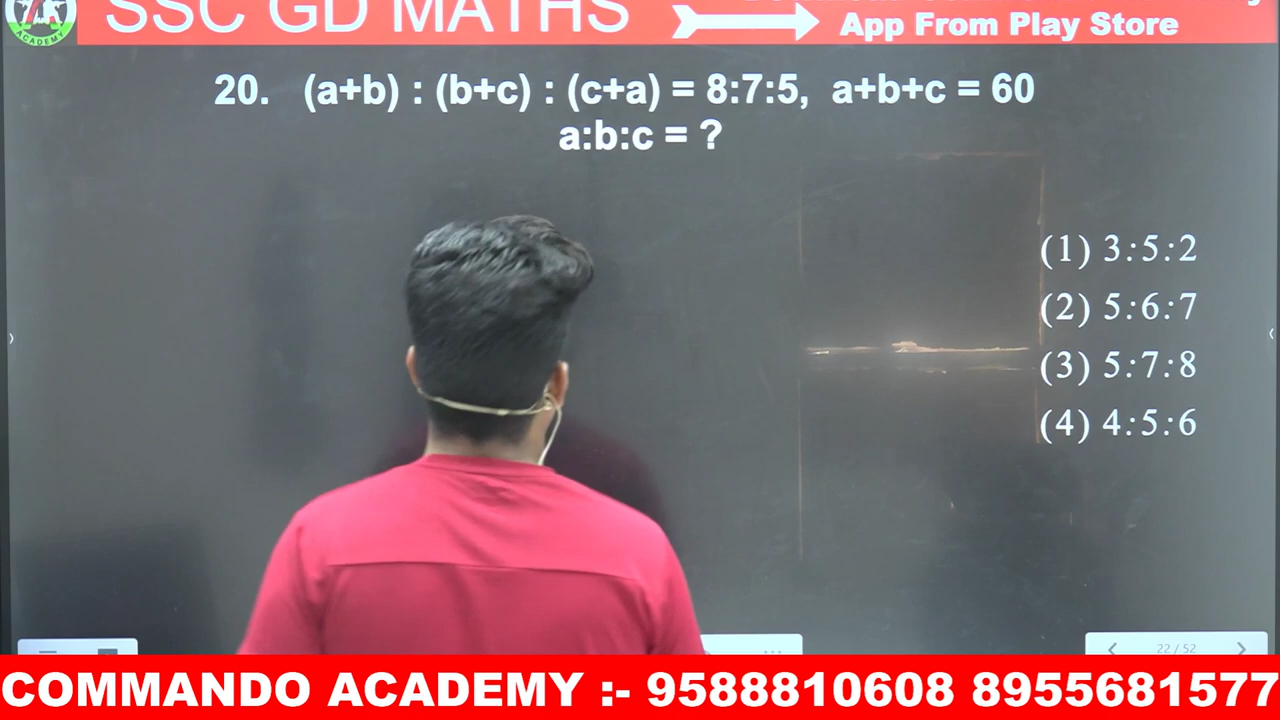 SSC GD MATHS
App From Play Store
ACADEMY
20. (a+b) : (b+c) : (c+a) = 8:7:5, a+b+c = 60
a:b:c = ?
(1) 3:5:2
(2) 5:6:7
(3) 5:7:8
(4) 4:5:6
22 / 52
COMMANDO ACADEMY :- 9588810608 8955681577